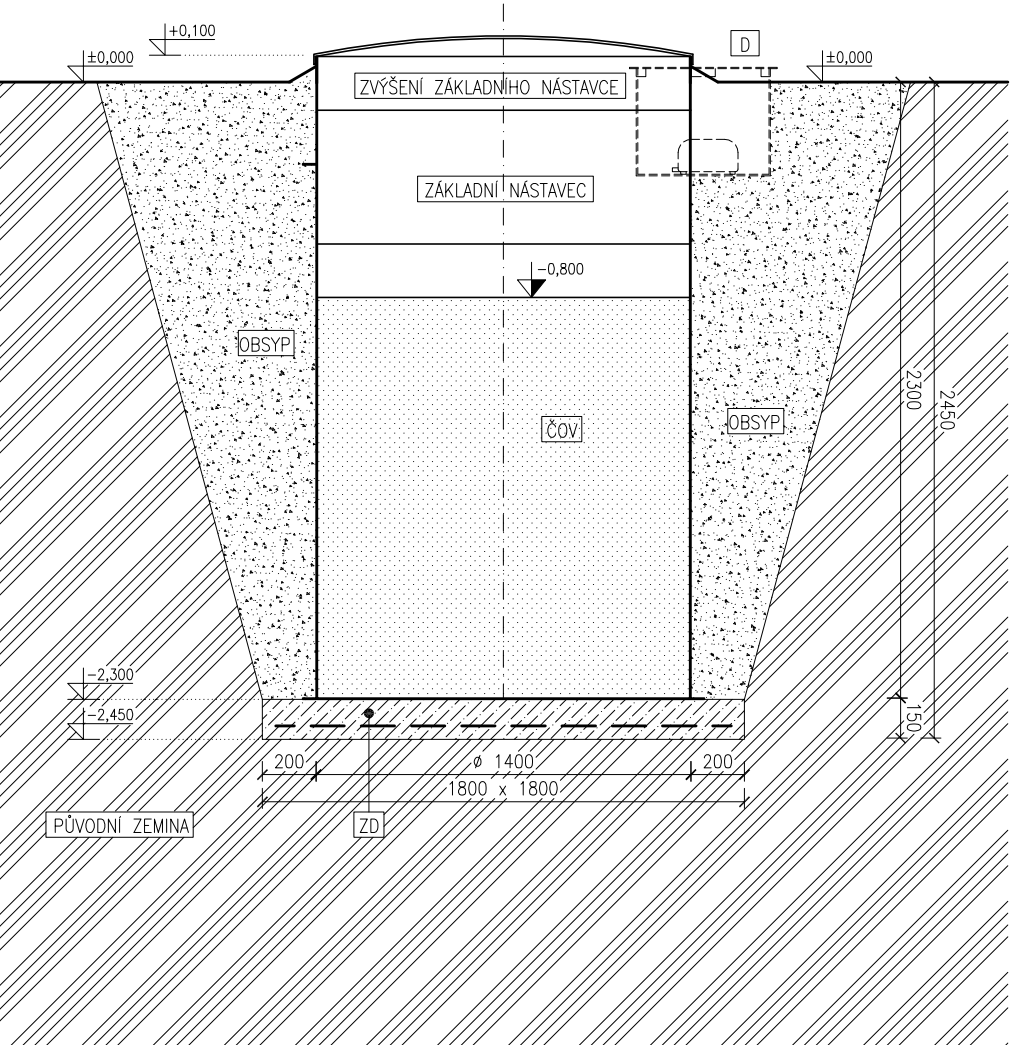 +0,100
D
±0,000
±0,000
ZVÝŠENÍ ZÁKLADNÍHO NÁSTAVCE
ZÁKLADNÍ NÁSTAVEC
-0,800
OBSYP
2300
2450
OBSYP
ČOV
-2,300
-2,450
150
200
ø 1400
200
1800 x 1800
PŮVODNÍ ZEMINA
ZD